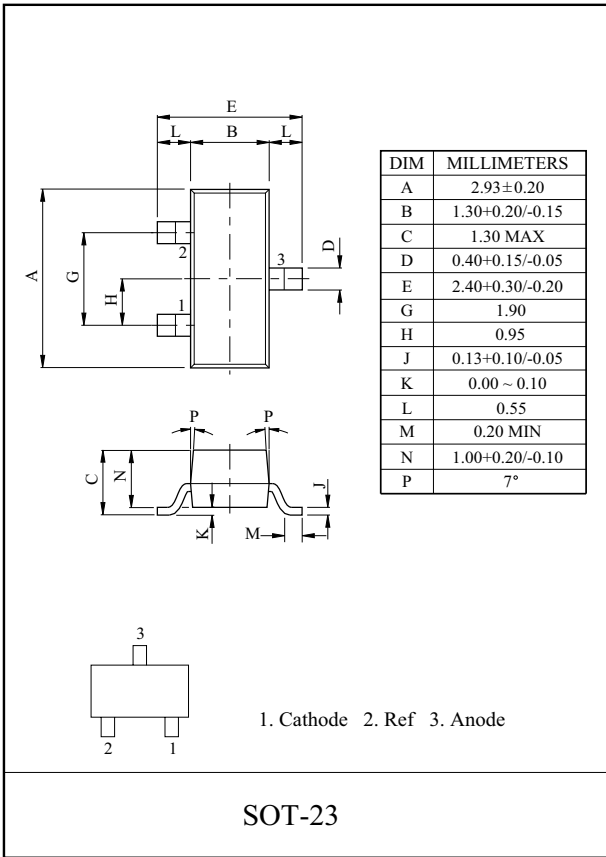 E
L B L
A
G
H
2
1
3
D
DIM MILLIMETERS
A 2.93±0.20
B 1.30+0.20/-0.15
C 1.30 MAX
D 0.40+0.15/-0.05
E 2.40+0.30/-0.20
G 1.90
H 0.95
J 0.13+0.10/-0.05
K 0.00 ~ 0.10
L 0.55
M 0.20 MIN
N 1.00+0.20/-0.10
P 7°
P P
C
N
K
M
J
3
2 1
1. Cathode 2. Ref 3. Anode
SOT-23